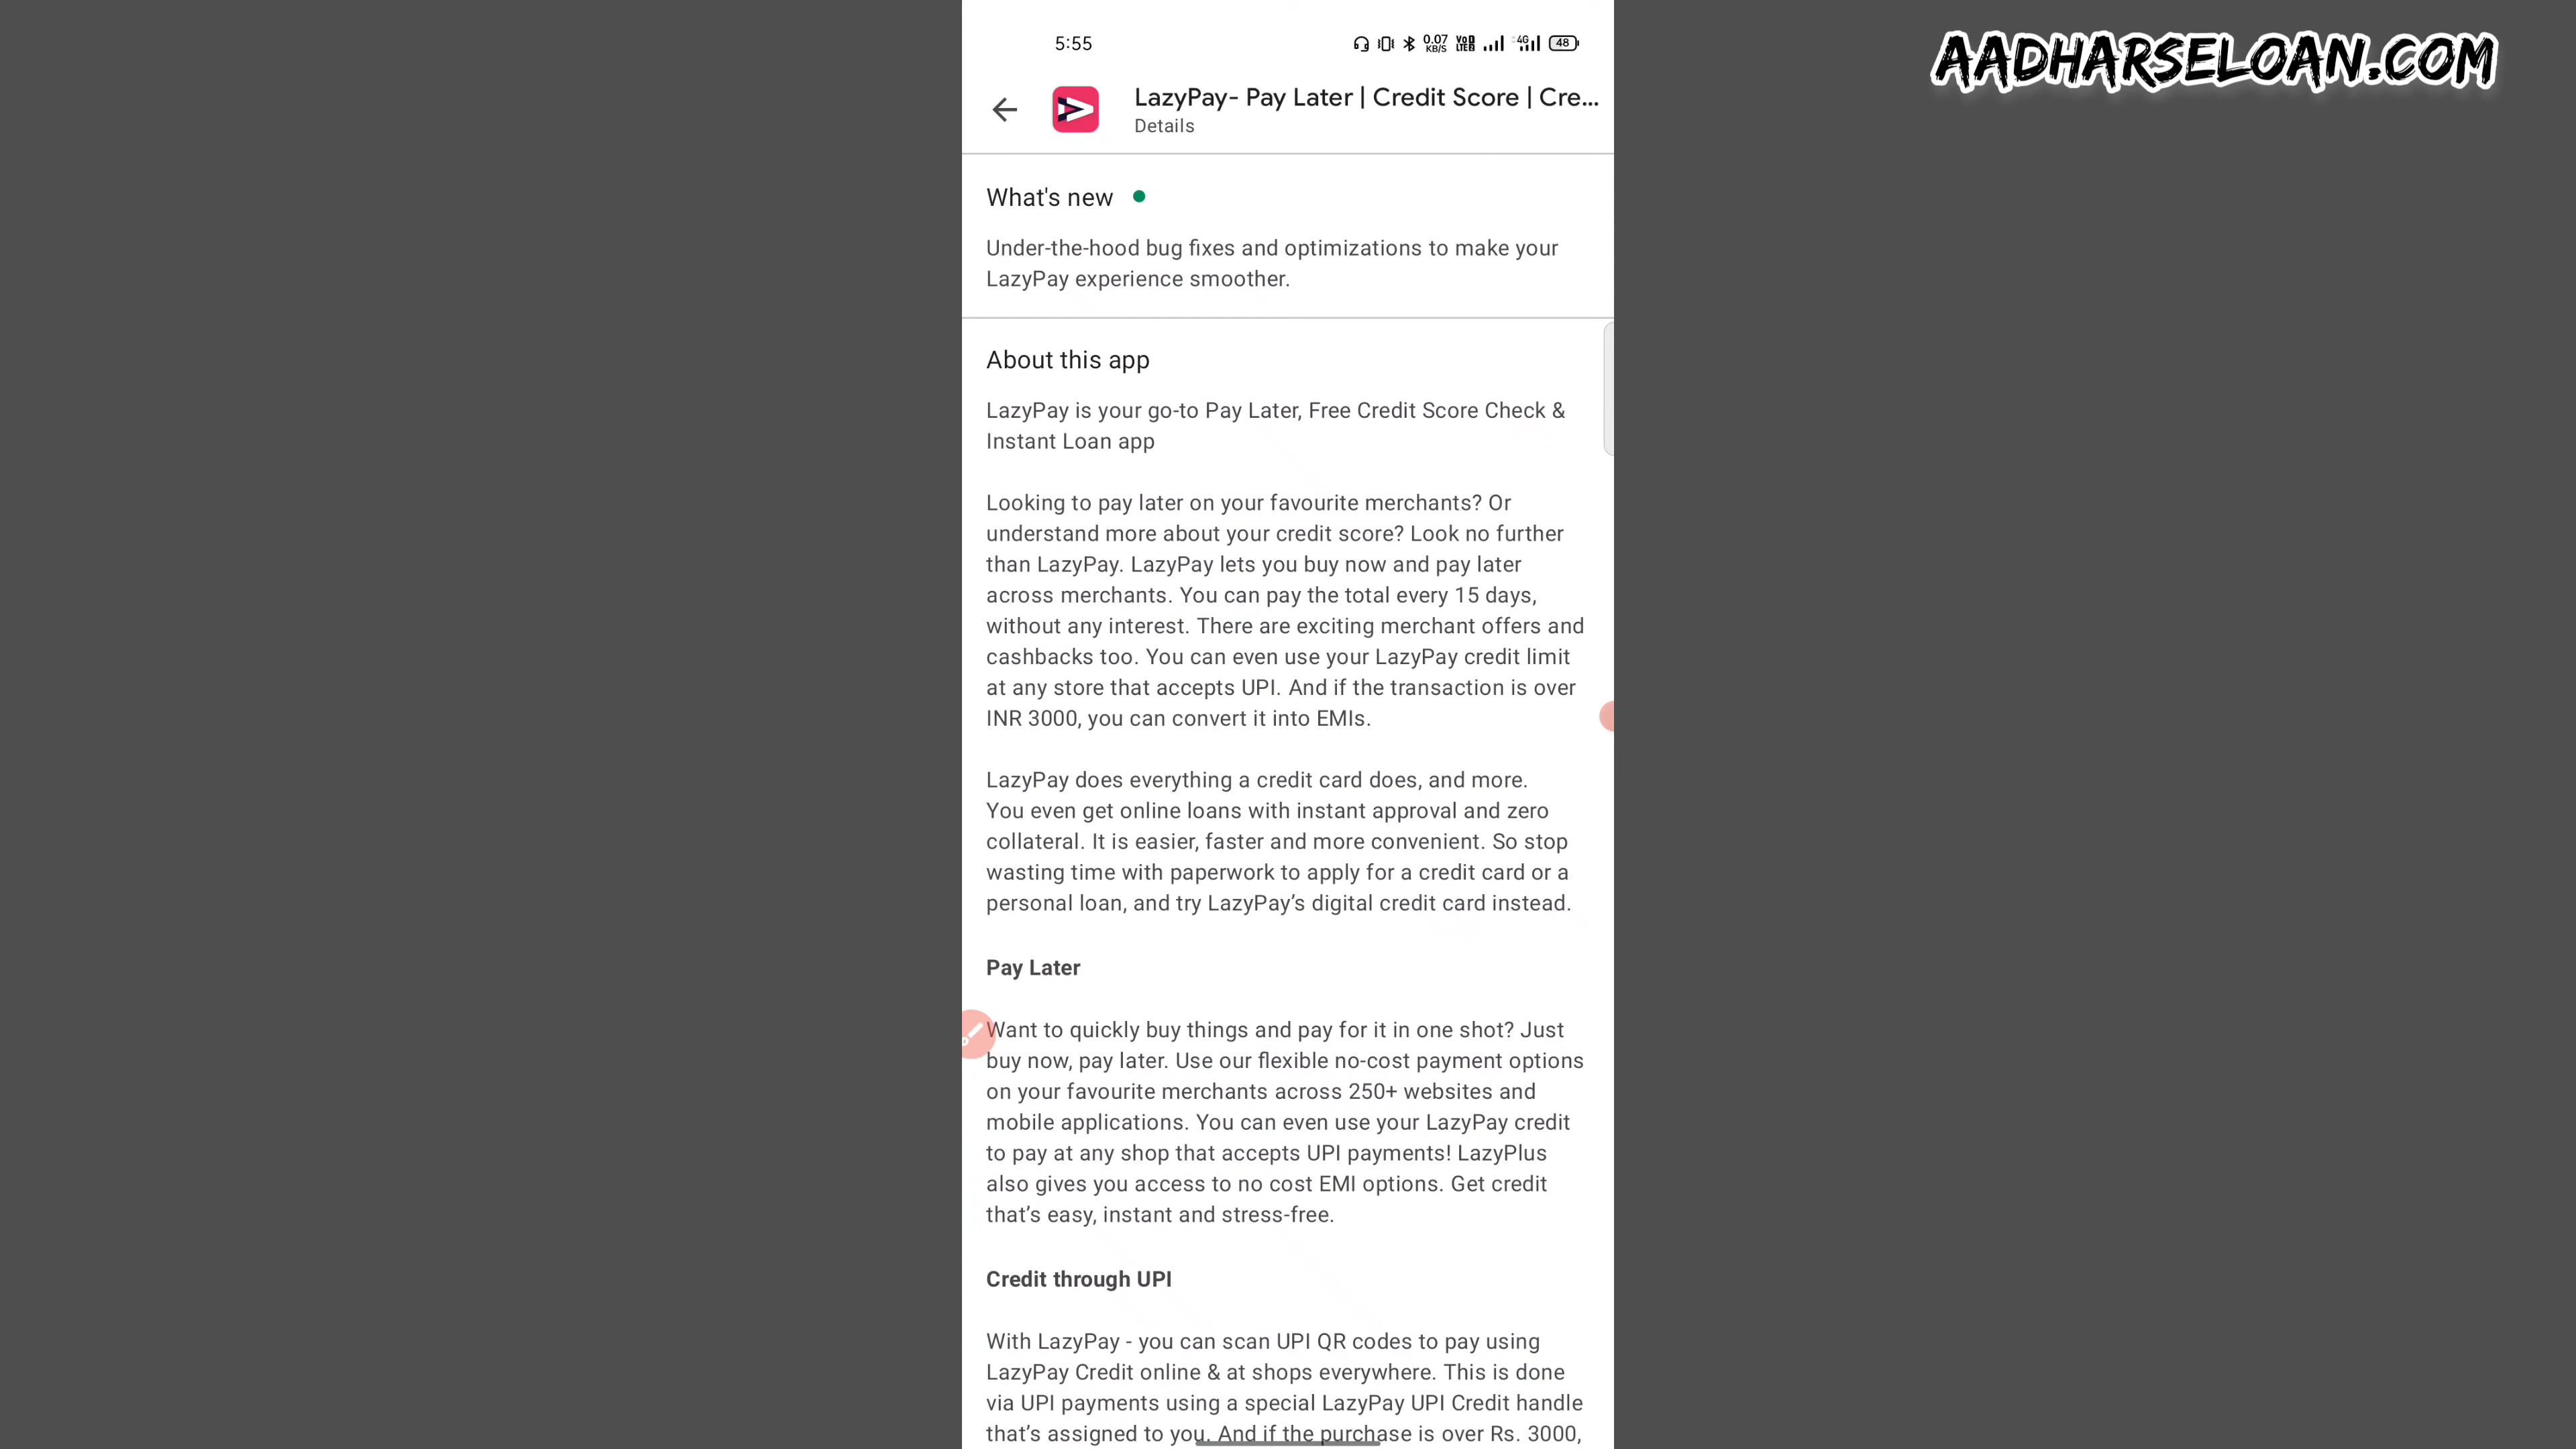 5:55
0.07 KB/S
4G
48
AADHARSELOAN.COM
LazyPay- Pay Later | Credit Score | Cre...
Details
What's new
Under-the-hood bug fixes and optimizations to make your
LazyPay experience smoother.
About this app
LazyPay is your go-to Pay Later, Free Credit Score Check &
Instant Loan app
Looking to pay later on your favourite merchants? Or
understand more about your credit score? Look no further
than LazyPay. LazyPay lets you buy now and pay later
across merchants. You can pay the total every 15 days,
without any interest. There are exciting merchant offers and
cashbacks too. You can even use your LazyPay credit limit
at any store that accepts UPI. And if the transaction is over
INR 3000, you can convert it into EMIs.
LazyPay does everything a credit card does, and more.
You even get online loans with instant approval and zero
collateral. It is easier, faster and more convenient. So stop
wasting time with paperwork to apply for a credit card or a
personal loan, and try LazyPay’s digital credit card instead.
Pay Later
Want to quickly buy things and pay for it in one shot? Just
buy now, pay later. Use our flexible no-cost payment options
on your favourite merchants across 250+ websites and
mobile applications. You can even use your LazyPay credit
to pay at any shop that accepts UPI payments! LazyPlus
also gives you access to no cost EMI options. Get credit
that’s easy, instant and stress-free.
Credit through UPI
With LazyPay - you can scan UPI QR codes to pay using
LazyPay Credit online & at shops everywhere. This is done
via UPI payments using a special LazyPay UPI Credit handle
that’s assigned to you. And if the purchase is over Rs. 3000,